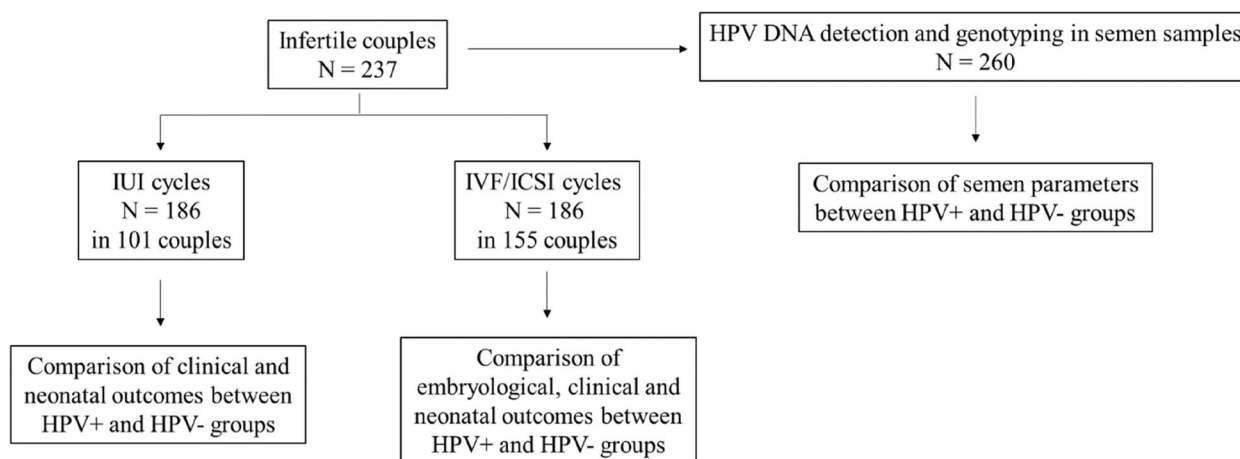 Infertile couples
N = 237
HPV DNA detection and genotyping in semen samples
N = 260
IUI cycles
N = 186
in 101 couples
IVF/ICSI cycles
N = 186
in 155 couples
Comparison of semen parameters
between HPV+ and HPV- groups
Comparison of clinical and
neonatal outcomes between
HPV+ and HPV- groups
Comparison of
embryological, clinical and
neonatal outcomes between
HPV+ and HPV- groups